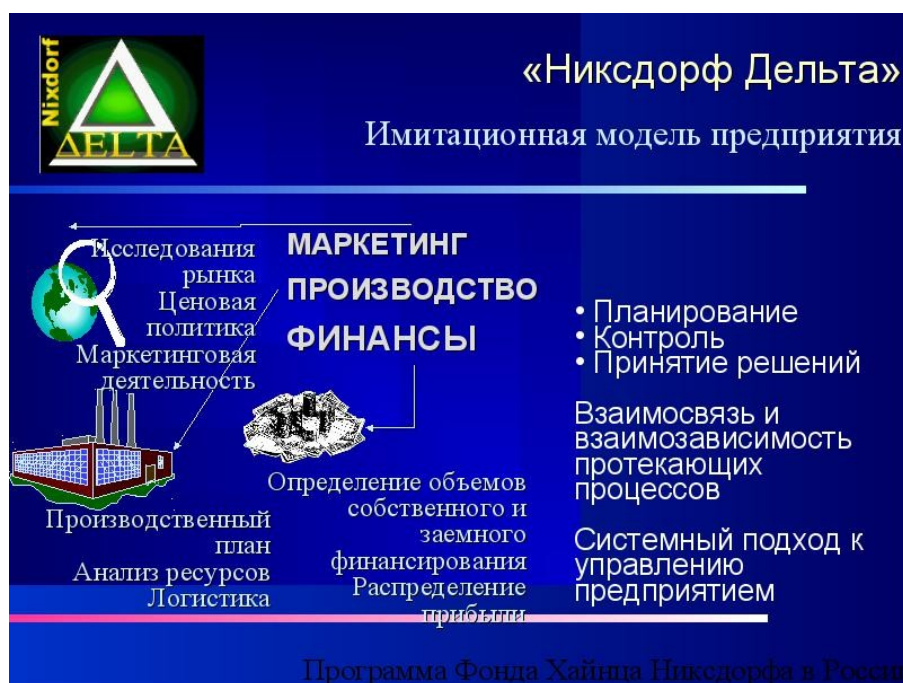 Nixdorf
ΔELTA
«Никсдорф Дельта»
Имитационная модель предприятия
МАРКЕТИНГ
ПРОИЗВОДСТВО
ФИНАНСЫ
Исследования
рынка
Ценовая
политика
Маркетинговая
деятельность
Производственный
план
Анализ ресурсов
Логистика
Определение объемов
собственного и
заемного
финансирования
Распределение
прибыли
• Планирование
• Контроль
• Принятие решений
Взаимосвязь и
взаимозависимость
протекающих
процессов
Системный подход к
управлению
предприятием
Программа Фонда Хайнца Никсдорфа в России